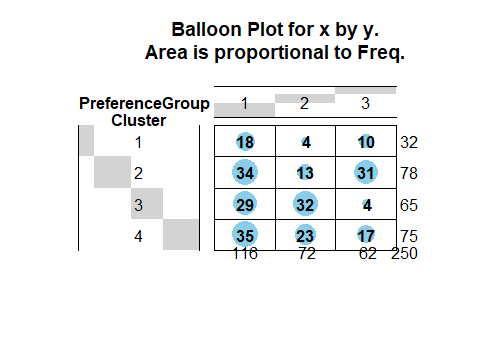 Balloon Plot for x by y.
Area is proportional to Freq.
PreferenceGroup 1 2 3
Cluster
1 18 4 10 32
2 34 13 31 78
3 29 32 4 65
4 35 23 17 75
116 72 62 250